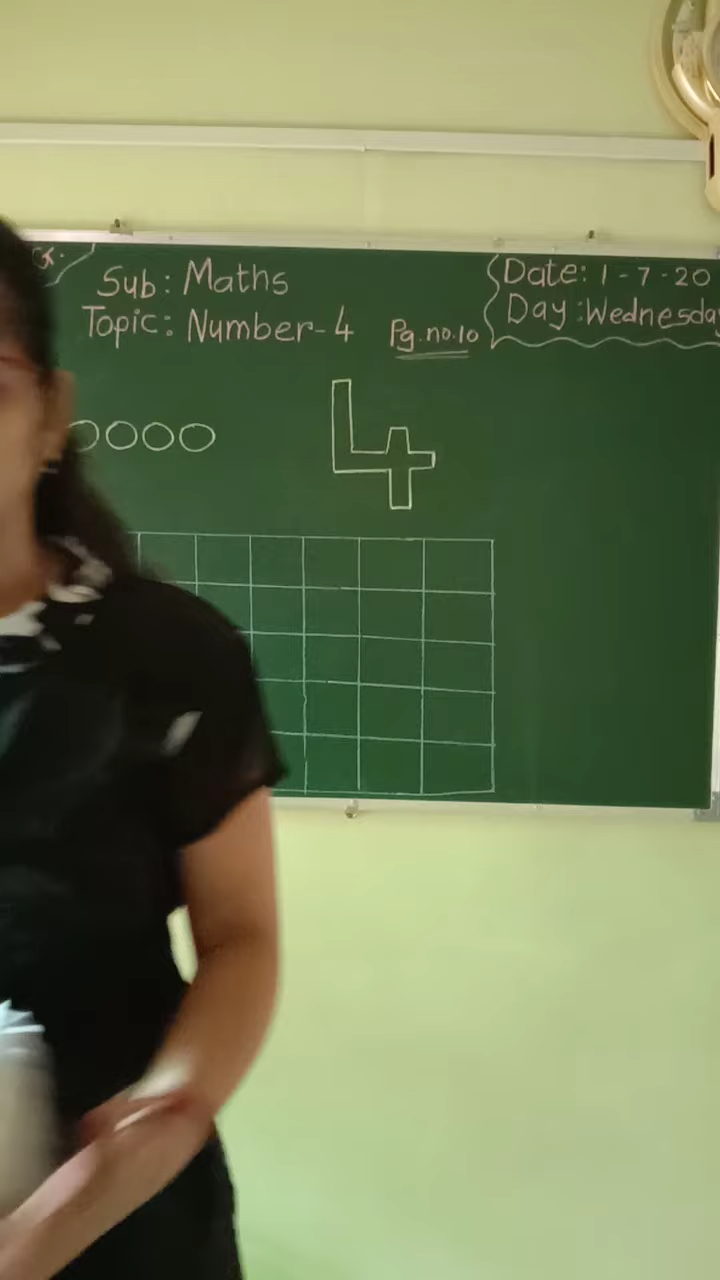 Sub: Maths
Topic: Number-4
Pg.no.10
Date: 1-7-20
Day: Wednesday
4